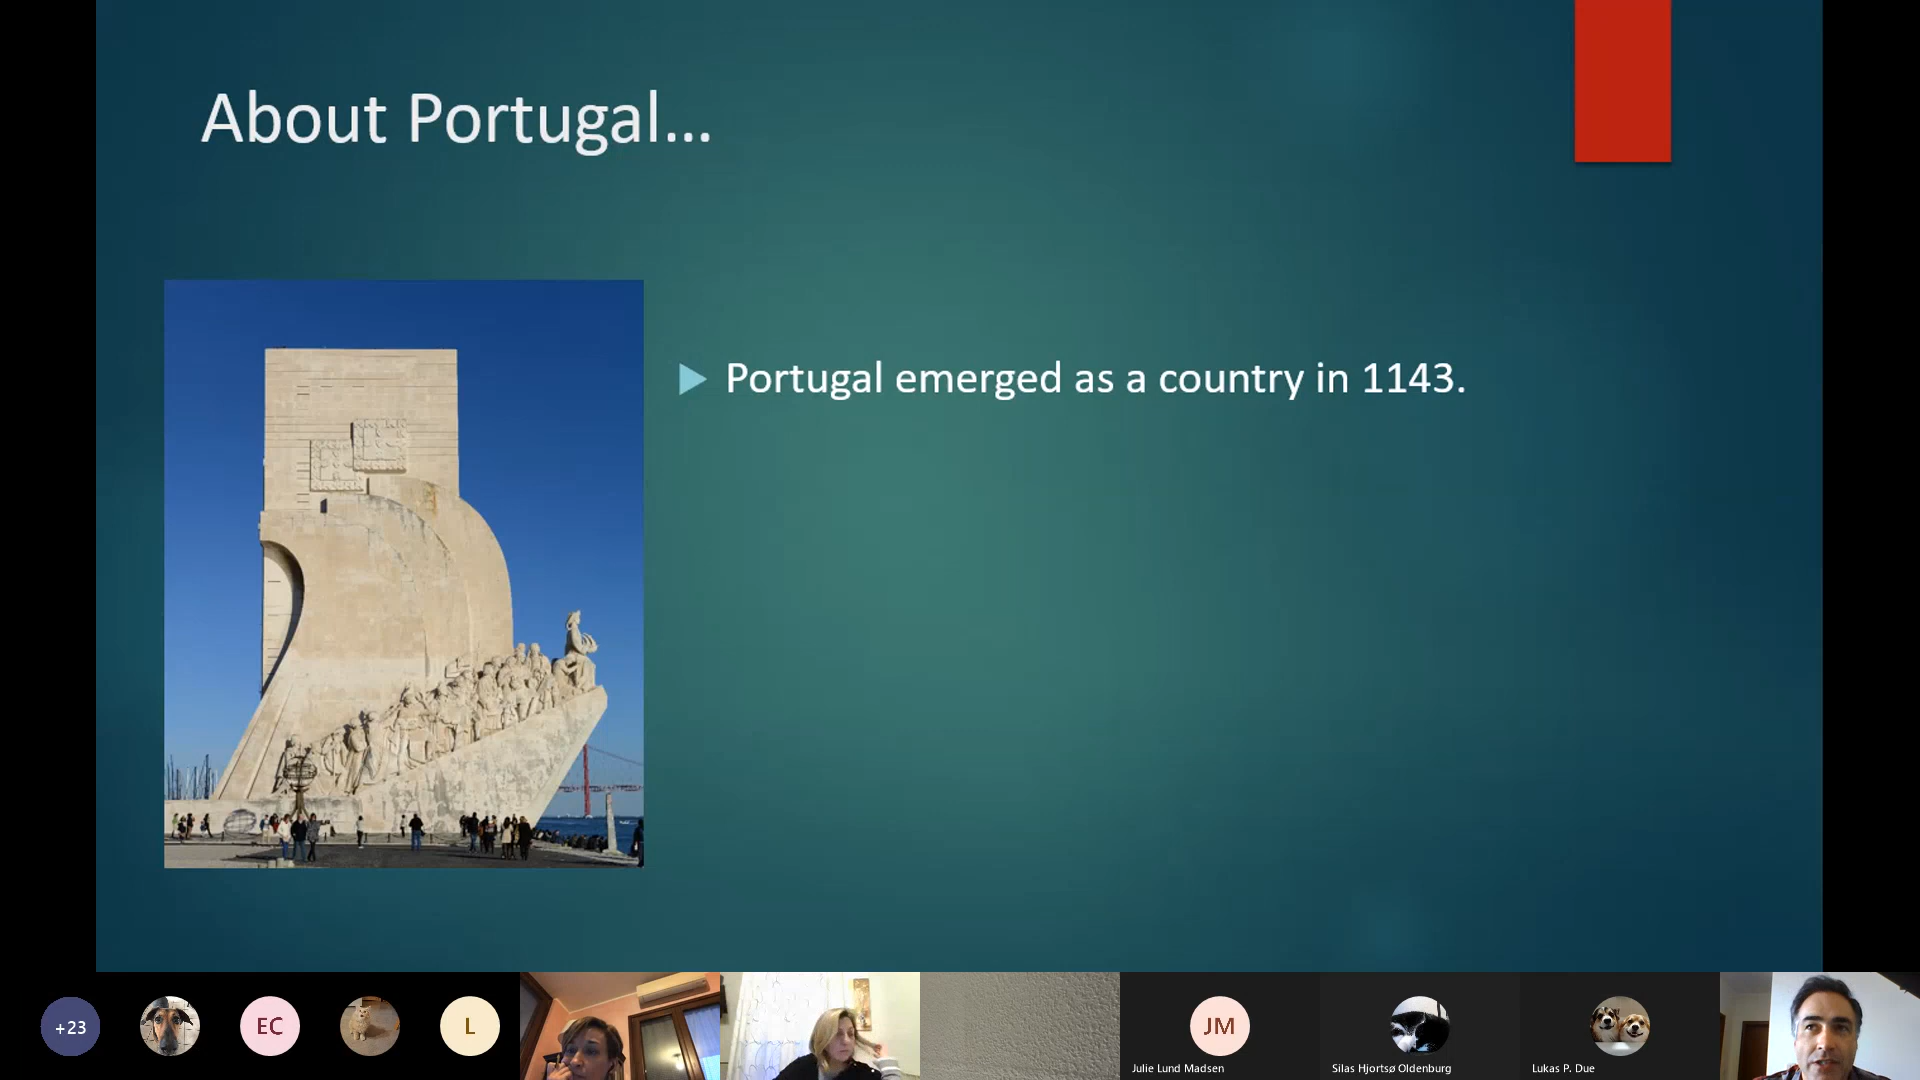 About Portugal...
Portugal emerged as a country in 1143.
+23
EC
L
JM
Julie Lund Madsen
Silas Hjortsø Oldenburg
Lukas P. Due